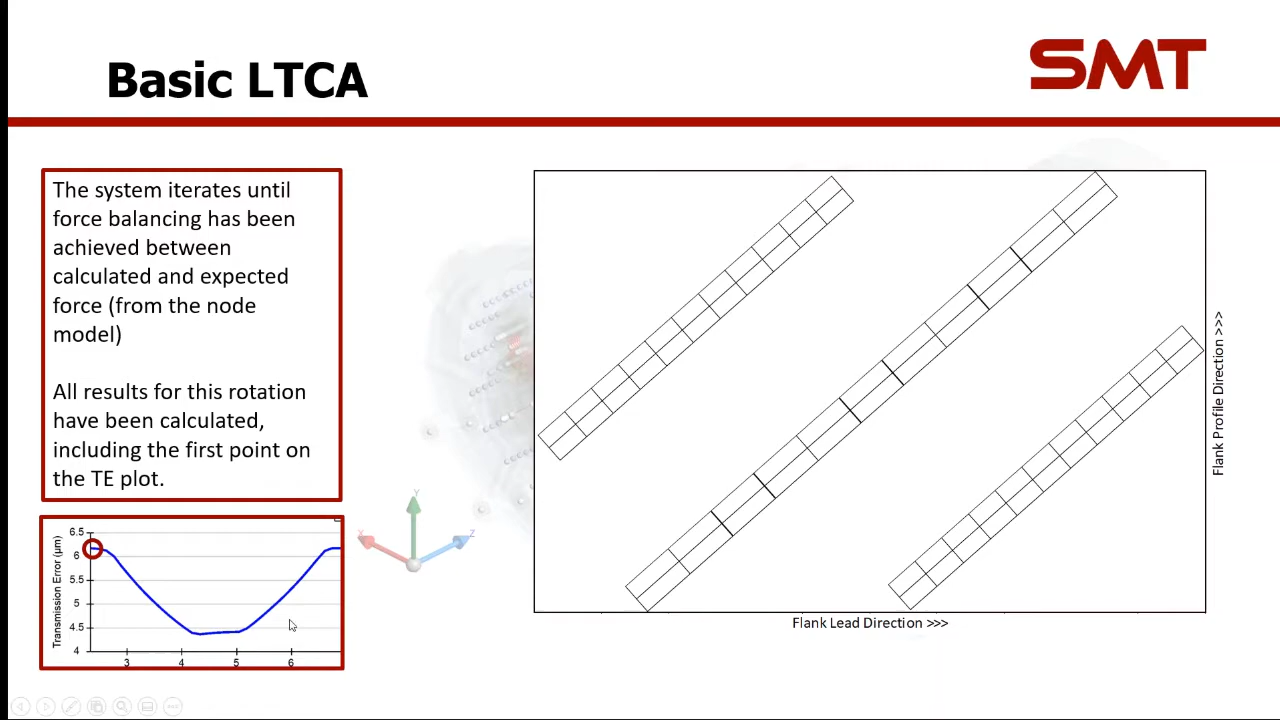 Basic LTCA
SMT
The system iterates until
force balancing has been
achieved between
calculated and expected
force (from the node
model)
All results for this rotation
have been calculated,
including the first point on
the TE plot.
Transmission Error (µm)
6.5
6
5.5
5
4.5
4
3
4
5
6
Y
X
Z
Flank Profile Direction >>>
Flank Lead Direction >>>